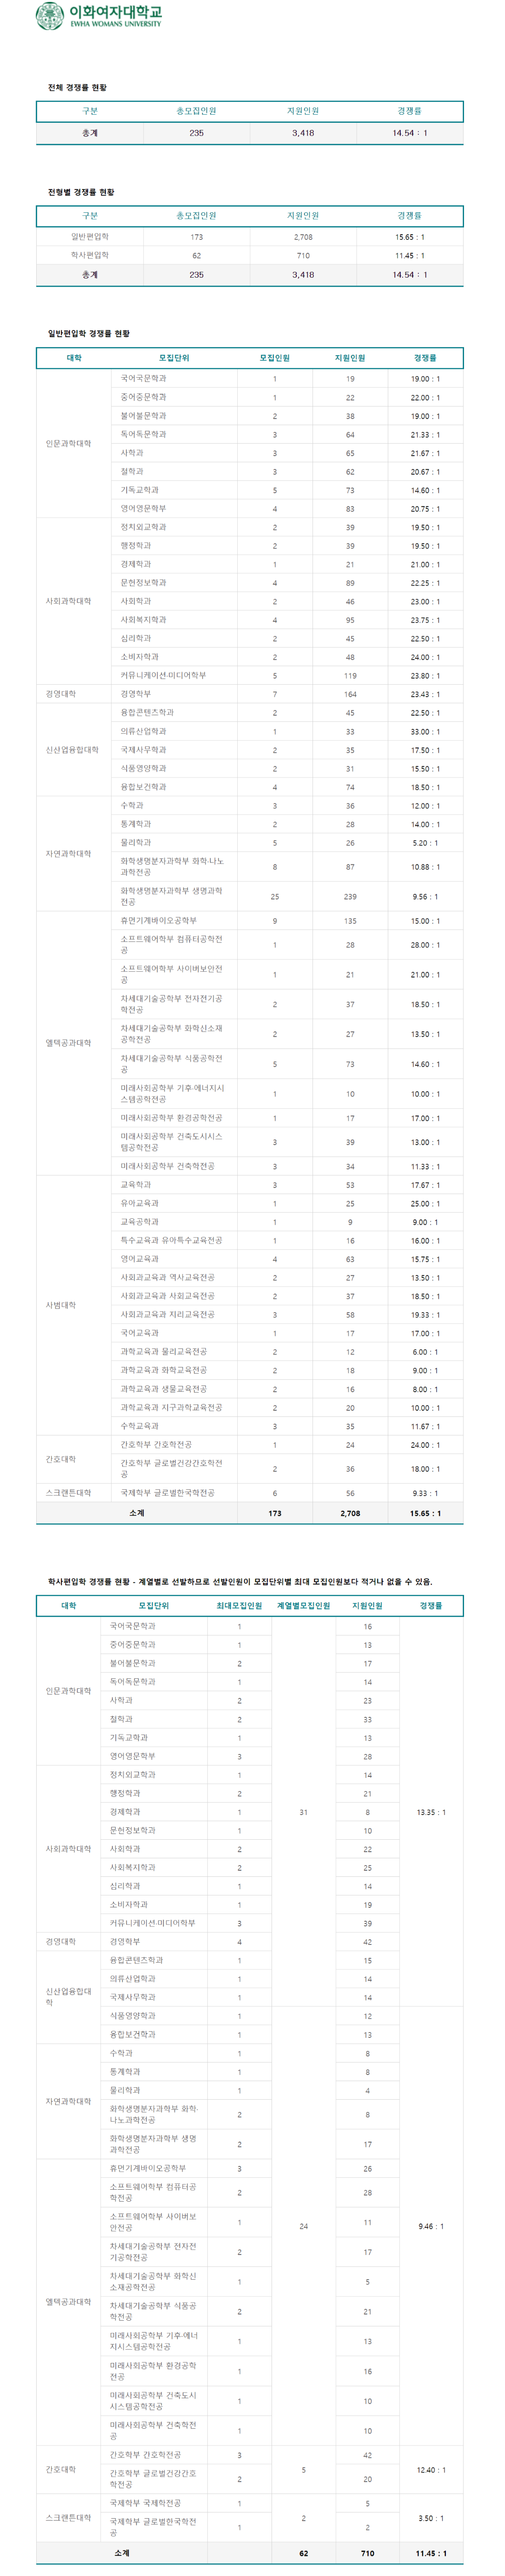 이화여자대학교
EWHA WOMANS UNIVERSITY
전체 경쟁률 현황
구분 총모집인원 지원인원 경쟁률
총계 235 3,418 14.54 : 1
전형별 경쟁률 현황
구분 총모집인원 지원인원 경쟁률
일반편입학 173 2,708 15.65 : 1
학사편입학 62 710 11.45 : 1
총계 235 3,418 14.54 : 1
일반편입학 경쟁률 현황
대학 모집단위 모집인원 지원인원 경쟁률
인문과학대학 국어국문학과 1 19 19.00 : 1
중어중문학과 1 22 22.00 : 1
불어불문학과 2 38 19.00 : 1
독어독문학과 3 64 21.33 : 1
사학과 3 65 21.67 : 1
철학과 3 62 20.67 : 1
기독교학과 5 73 14.60 : 1
영어영문학부 4 83 20.75 : 1
사회과학대학 정치외교학과 2 39 19.50 : 1
행정학과 2 39 19.50 : 1
경제학과 1 21 21.00 : 1
문헌정보학과 4 89 22.25 : 1
사회학과 2 46 23.00 : 1
사회복지학과 4 95 23.75 : 1
심리학과 2 45 22.50 : 1
소비자학과 2 48 24.00 : 1
커뮤니케이션·미디어학부 5 119 23.80 : 1
경영대학 경영학부 7 164 23.43 : 1
신산업융합대학 융합콘텐츠학과 2 45 22.50 : 1
의류산업학과 1 33 33.00 : 1
국제사무학과 2 35 17.50 : 1
식품영양학과 2 31 15.50 : 1
융합보건학과 4 74 18.50 : 1
자연과학대학 수학과 3 36 12.00 : 1
통계학과 2 28 14.00 : 1
물리학과 5 26 5.20 : 1
화학생명분자과학부 화학·나노
과학전공 8 87 10.88 : 1
화학생명분자과학부 생명과학
전공 25 239 9.56 : 1
엘텍공과대학 휴먼기계바이오공학부 9 135 15.00 : 1
소프트웨어학부 컴퓨터공학전
공 1 28 28.00 : 1
소프트웨어학부 사이버보안전
공 1 21 21.00 : 1
차세대기술공학부 전자전기공
학전공 2 37 18.50 : 1
차세대기술공학부 화학신소재
공학전공 2 27 13.50 : 1
차세대기술공학부 식품공학전
공 5 73 14.60 : 1
미래사회공학부 기후·에너지시
스템공학전공 1 10 10.00 : 1
미래사회공학부 환경공학전공 1 17 17.00 : 1
미래사회공학부 건축도시시스
템공학전공 3 39 13.00 : 1
미래사회공학부 건축학전공 3 34 11.33 : 1
사범대학 교육학과 3 53 17.67 : 1
유아교육과 1 25 25.00 : 1
교육공학과 1 9 9.00 : 1
특수교육과 유아특수교육전공 1 16 16.00 : 1
영어교육과 4 63 15.75 : 1
사회과교육과 역사교육전공 2 27 13.50 : 1
사회과교육과 사회교육전공 2 37 18.50 : 1
사회과교육과 지리교육전공 3 58 19.33 : 1
국어교육과 1 17 17.00 : 1
과학교육과 물리교육전공 2 12 6.00 : 1
과학교육과 화학교육전공 2 18 9.00 : 1
과학교육과 생물교육전공 2 16 8.00 : 1
과학교육과 지구과학교육전공 2 20 10.00 : 1
수학교육과 3 35 11.67 : 1
간호대학 간호학부 간호학전공 1 24 24.00 : 1
간호학부 글로벌건강간호학전
공 2 36 18.00 : 1
스크랜튼대학 국제학부 글로벌한국학전공 6 56 9.33 : 1
소계 173 2,708 15.65 : 1
학사편입학 경쟁률 현황 - 계열별로 선발하므로 선발인원이 모집단위별 최대 모집인원보다 적거나 없을 수 있음.
대학 모집단위 최대모집인원 계열별모집인원 지원인원 경쟁률
인문과학대학 국어국문학과 1 16
중어중문학과 1 13
불어불문학과 2 17
독어독문학과 1 14
사학과 2 23
철학과 2 33
기독교학과 1 13
영어영문학부 3 28
사회과학대학 정치외교학과 1 14
행정학과 2 21
경제학과 1 31 8 13.35 : 1
문헌정보학과 1 10
사회학과 2 22
사회복지학과 2 25
심리학과 1 14
소비자학과 1 19
커뮤니케이션·미디어학부 3 39
경영대학 경영학부 4 42
신산업융합대
학 융합콘텐츠학과 1 15
의류산업학과 1 14
국제사무학과 1 14
식품영양학과 1 12
융합보건학과 1 13
자연과학대학 수학과 1 8
통계학과 1 8
물리학과 1 4
화학생명분자과학부 화학·
나노과학전공 2 8
화학생명분자과학부 생명
과학전공 2 17
엘텍공과대학 휴먼기계바이오공학부 3 26
소프트웨어학부 컴퓨터공
학전공 2 28
소프트웨어학부 사이버보
안전공 1 24 11 9.46 : 1
차세대기술공학부 전자전
기공학전공 2 17
차세대기술공학부 화학신
소재공학전공 1 5
차세대기술공학부 식품공
학전공 2 21
미래사회공학부 기후·에너
지시스템공학전공 1 13
미래사회공학부 환경공학
전공 1 16
미래사회공학부 건축도시
시스템공학전공 1 10
미래사회공학부 건축학전
공 1 10
간호대학 간호학부 간호학전공 3 5 42 12.40 : 1
간호학부 글로벌건강간호
학전공 2 20
스크랜튼대학 국제학부 국제학전공 1 2 5 3.50 : 1
국제학부 글로벌한국학전
공 1 2
소계 62 710 11.45 : 1